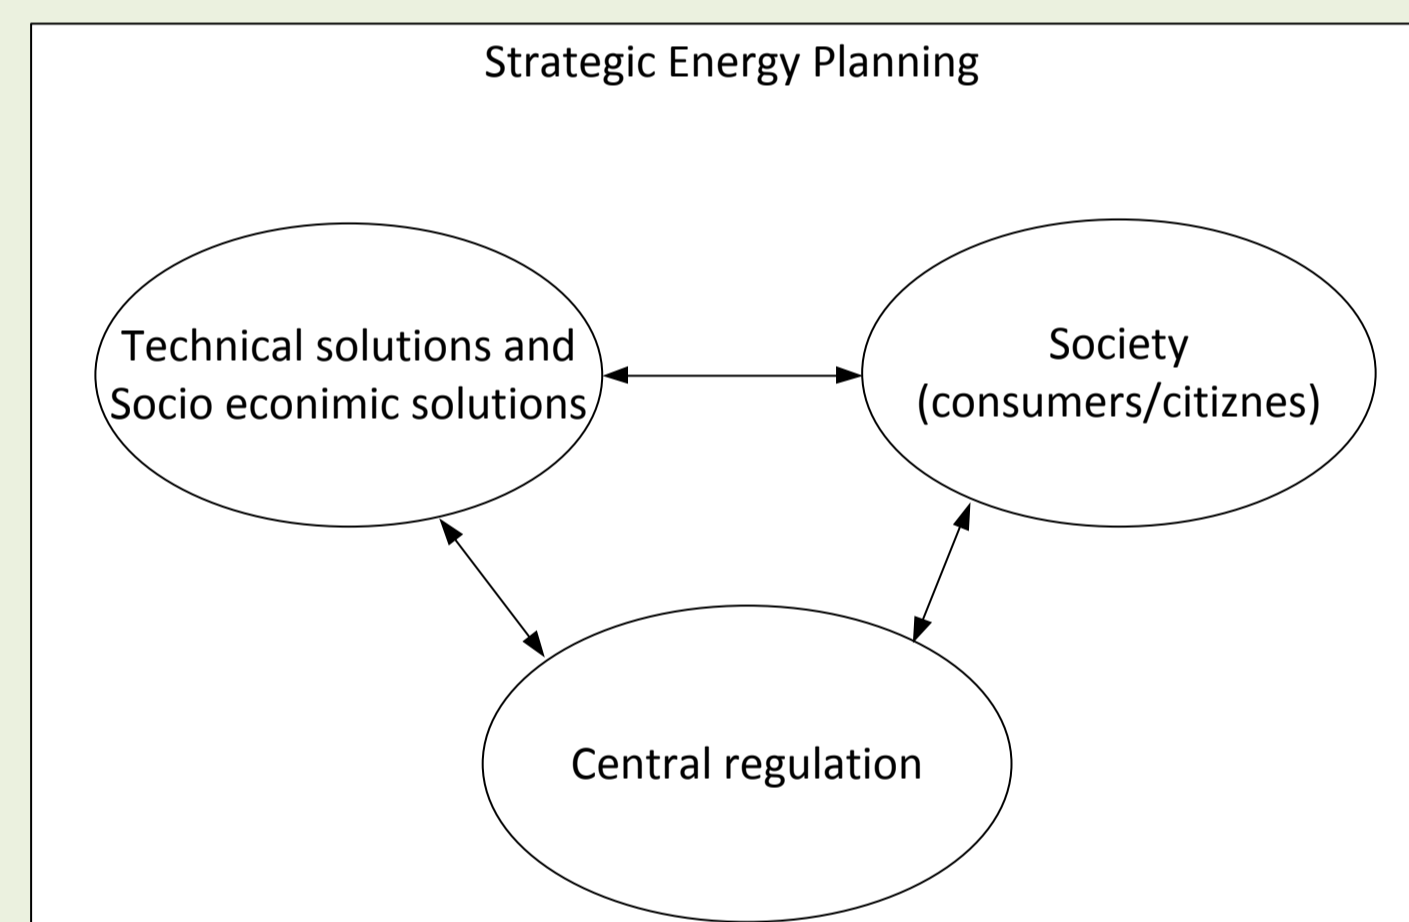 Strategic Energy Planning
Technical solutions and
Socio econimic solutions
Society
(consumers/citiznes)
Central regulation